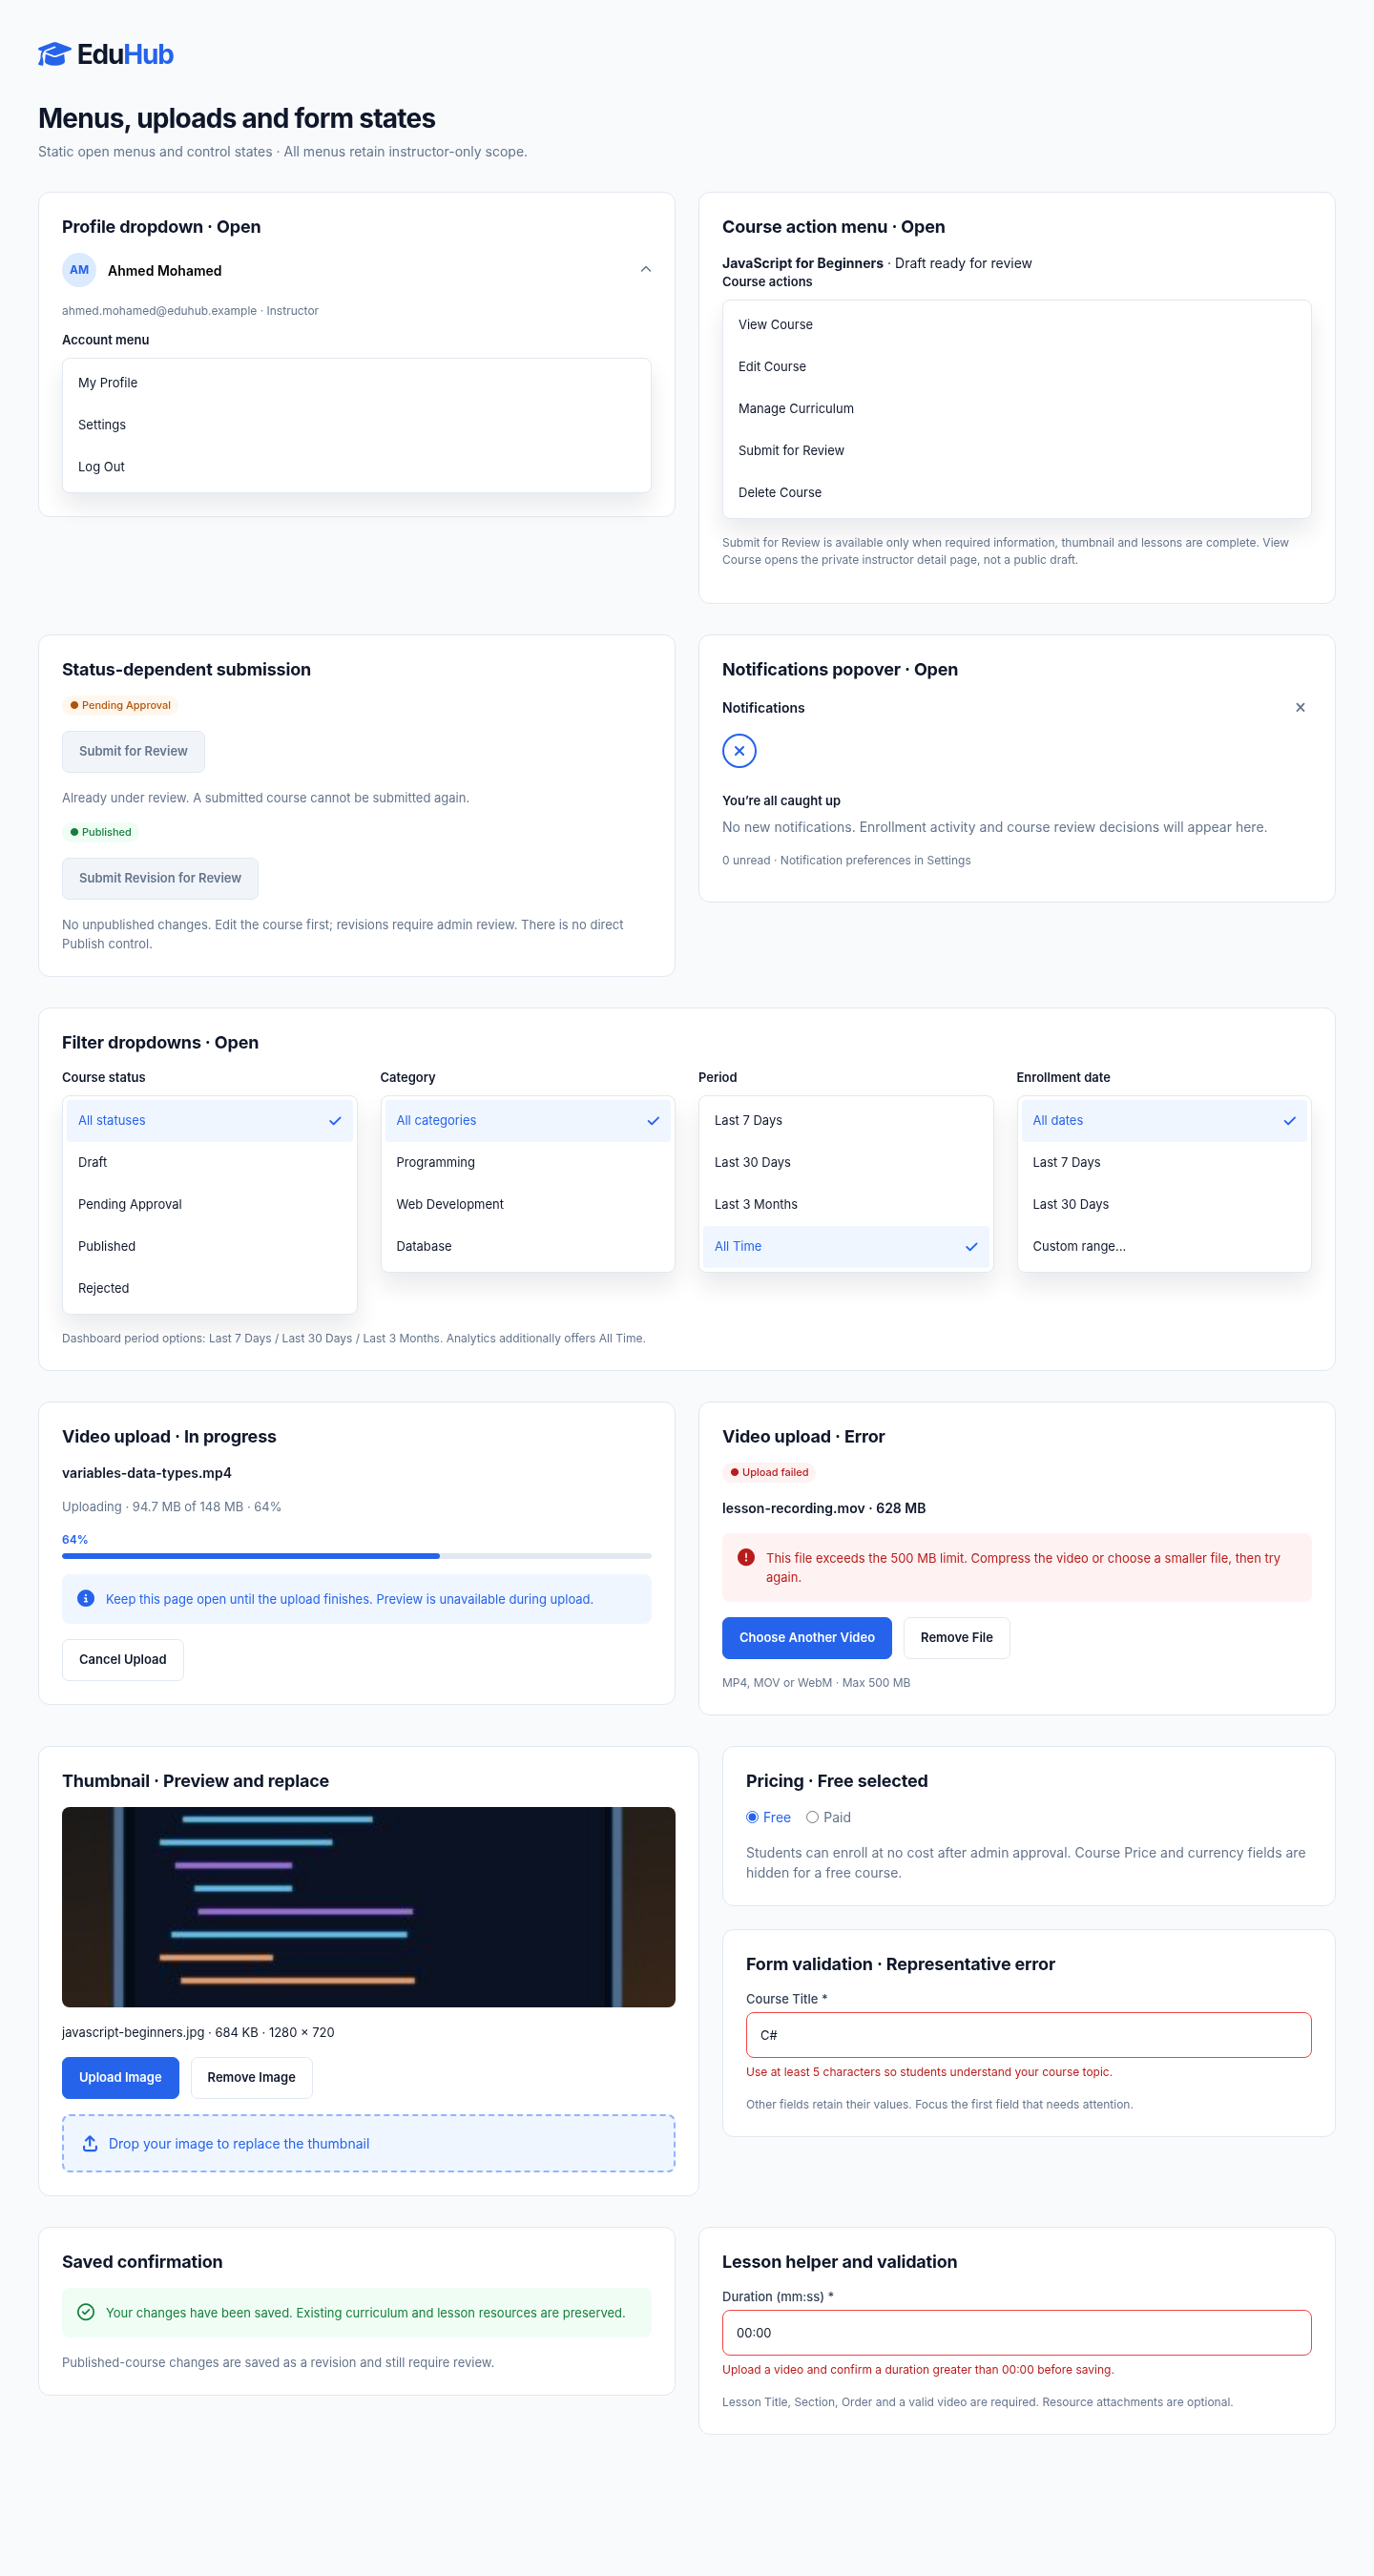 EduHub
Menus, uploads and form states
Static open menus and control states · All menus retain instructor-only scope.
Profile dropdown · Open
AM
Ahmed Mohamed
ahmed.mohamed@eduhub.example · Instructor
Account menu
My Profile
Settings
Log Out
Course action menu · Open
JavaScript for Beginners · Draft ready for review
Course actions
View Course
Edit Course
Manage Curriculum
Submit for Review
Delete Course
Submit for Review is available only when required information, thumbnail and lessons are complete. View
Course opens the private instructor detail page, not a public draft.
Status-dependent submission
Pending Approval
Submit for Review
Already under review. A submitted course cannot be submitted again.
Published
Submit Revision for Review
No unpublished changes. Edit the course first; revisions require admin review. There is no direct
Publish control.
Notifications popover · Open
Notifications
You’re all caught up
No new notifications. Enrollment activity and course review decisions will appear here.
0 unread · Notification preferences in Settings
Filter dropdowns · Open
Course status
All statuses
Draft
Pending Approval
Published
Rejected
Category
All categories
Programming
Web Development
Database
Period
Last 7 Days
Last 30 Days
Last 3 Months
All Time
Enrollment date
All dates
Last 7 Days
Last 30 Days
Custom range...
Dashboard period options: Last 7 Days / Last 30 Days / Last 3 Months. Analytics additionally offers All Time.
Video upload · In progress
variables-data-types.mp4
Uploading · 94.7 MB of 148 MB · 64%
64%
Keep this page open until the upload finishes. Preview is unavailable during upload.
Cancel Upload
Video upload · Error
Upload failed
lesson-recording.mov · 628 MB
This file exceeds the 500 MB limit. Compress the video or choose a smaller file, then try
again.
Choose Another Video
Remove File
MP4, MOV or WebM · Max 500 MB
Thumbnail · Preview and replace
javascript-beginners.jpg · 684 KB · 1280 × 720
Upload Image
Remove Image
Drop your image to replace the thumbnail
Pricing · Free selected
Free
Paid
Students can enroll at no cost after admin approval. Course Price and currency fields are
hidden for a free course.
Form validation · Representative error
Course Title *
C#
Use at least 5 characters so students understand your course topic.
Other fields retain their values. Focus the first field that needs attention.
Saved confirmation
Your changes have been saved. Existing curriculum and lesson resources are preserved.
Published-course changes are saved as a revision and still require review.
Lesson helper and validation
Duration (mm:ss) *
00:00
Upload a video and confirm a duration greater than 00:00 before saving.
Lesson Title, Section, Order and a valid video are required. Resource attachments are optional.